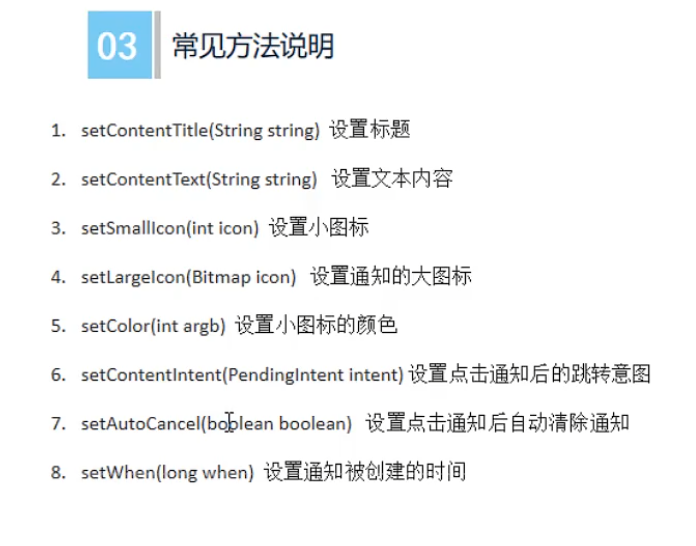 03 常见方法说明
1. setContentTitle(String string) 设置标题
2. setContentText(String string) 设置文本内容
3. setSmallIcon(int icon) 设置小图标
4. setLargeIcon(Bitmap icon) 设置通知的大图标
5. setColor(int argb) 设置小图标的颜色
6. setContentIntent(PendingIntent intent) 设置点击通知后的跳转意图
7. setAutoCancel(boolean boolean) 设置点击通知后自动清除通知
8. setWhen(long when) 设置通知被创建的时间